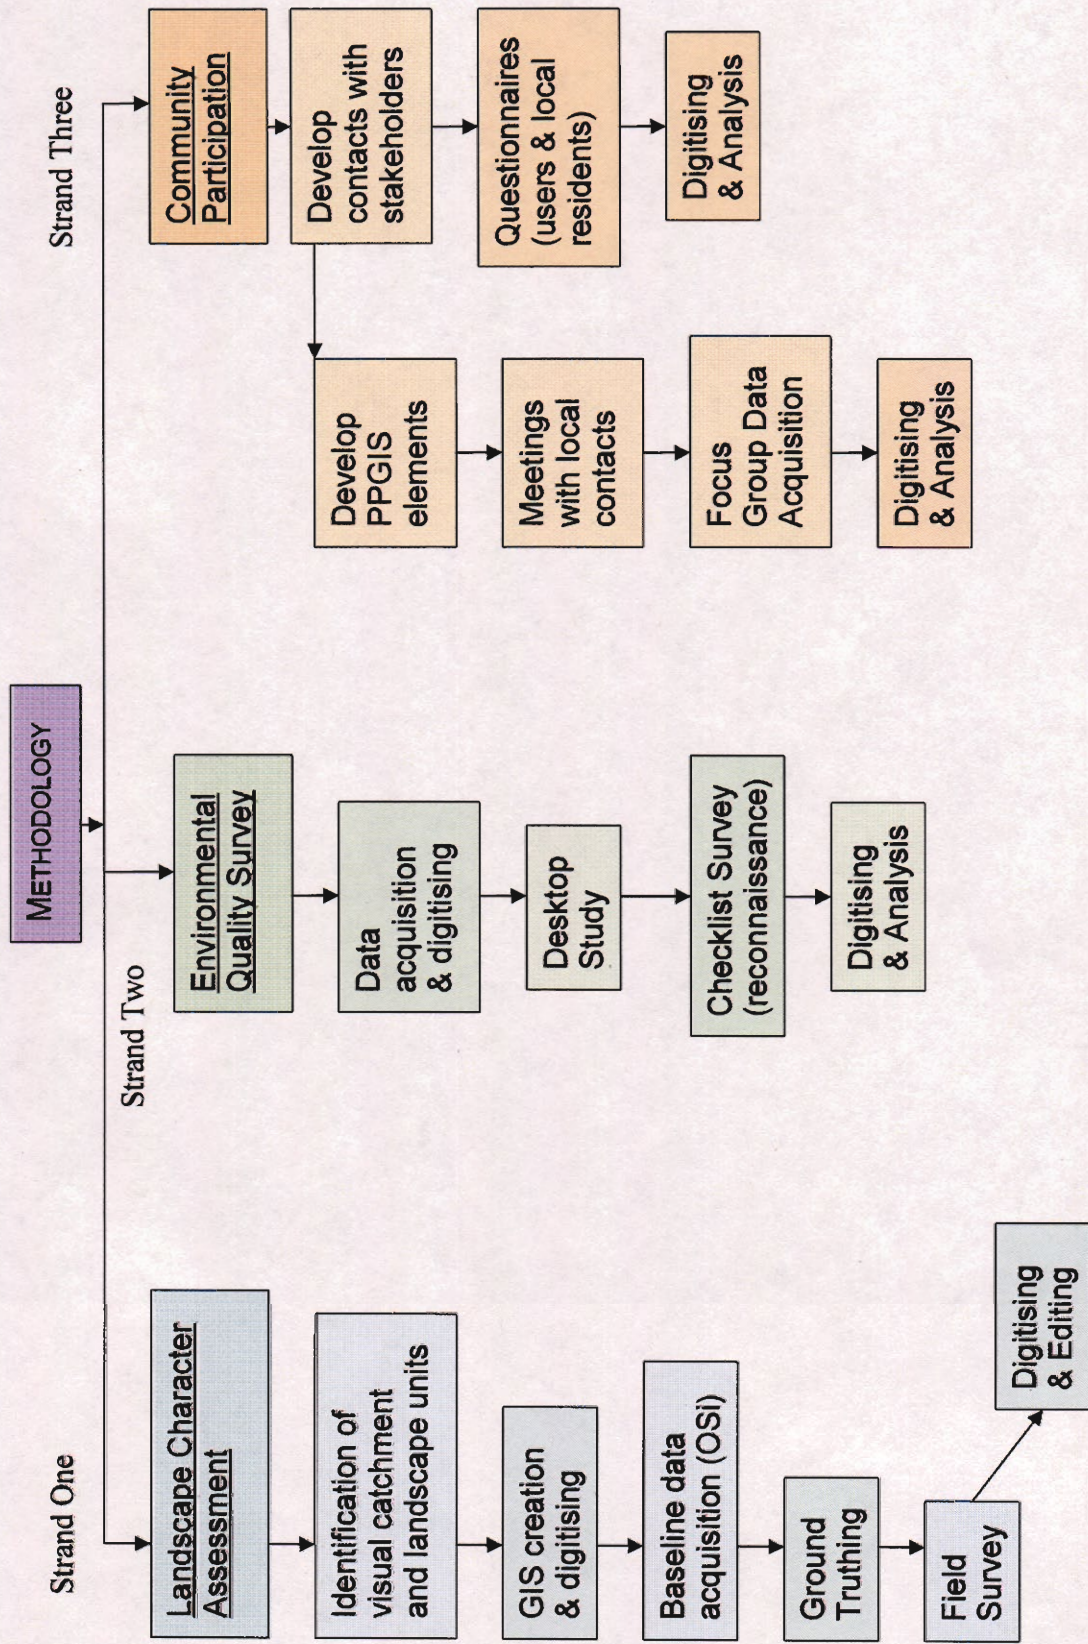 METHODOLOGY
Strand One
Landscape Character
Assessment
Identification of
visual catchment
and landscape units
GIS creation
& digitising
Baseline data
acquisition (OSi)
Ground
Truthing
Field
Survey
Digitising
& Editing
Strand Two
Environmental
Quality Survey
Data
acquisition
& digitising
Desktop
Study
Checklist Survey
(reconnaissance)
Digitising
& Analysis
Strand Three
Community
Participation
Develop
contacts with
stakeholders
Questionnaires
(users & local
residents)
Digitising
& Analysis
Develop
PPGIS
elements
Meetings
with local
contacts
Focus
Group Data
Acquisition
Digitising
& Analysis